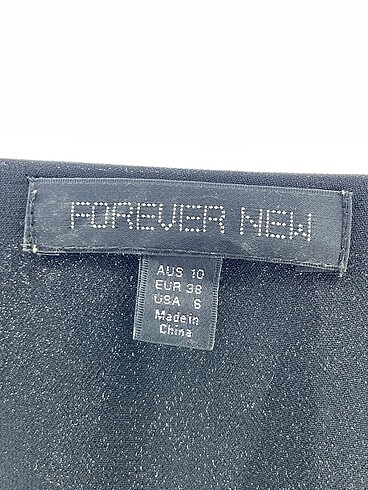 FOREVER NEW
AUS 10
EUR 38
USA 6
Made in
China